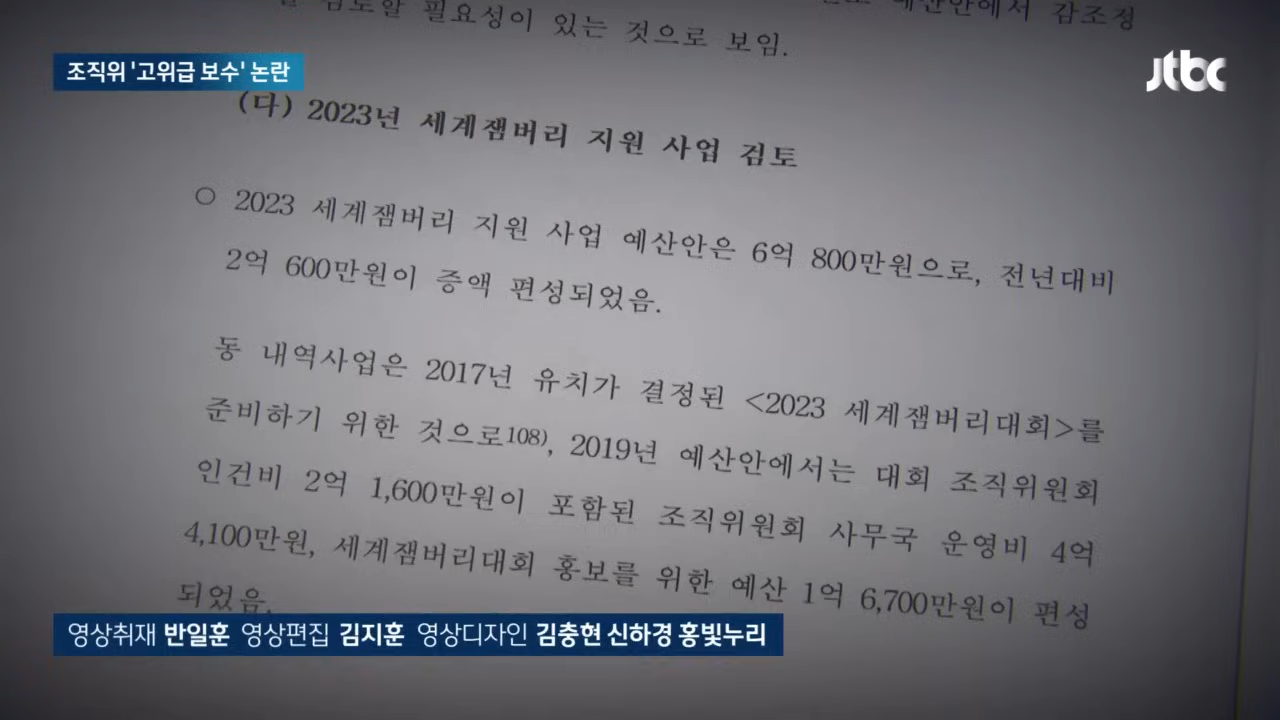 검토할 필요성이 있는 것으로 보임.
예산안에서 감조정
조직위 '고위급 보수' 논란
jtbc
(다) 2023년 세계잼버리 지원 사업 검토
○ 2023 세계잼버리 지원 사업 예산안은 6억 800만원으로, 전년대비
2억 600만원이 증액 편성되었음.
동 내역사업은 2017년 유치가 결정된 <2023 세계잼버리대회>를
준비하기 위한 것으로108), 2019년 예산안에서는 대회 조직위원회
인건비 2억 1,600만원이 포함된 조직위원회 사무국 운영비 4억
4,100만원, 세계잼버리대회 홍보를 위한 예산 1억 6,700만원이 편성
되었음.
영상취재 반일훈 영상편집 김지훈 영상디자인 김충현 신하경 홍빛누리